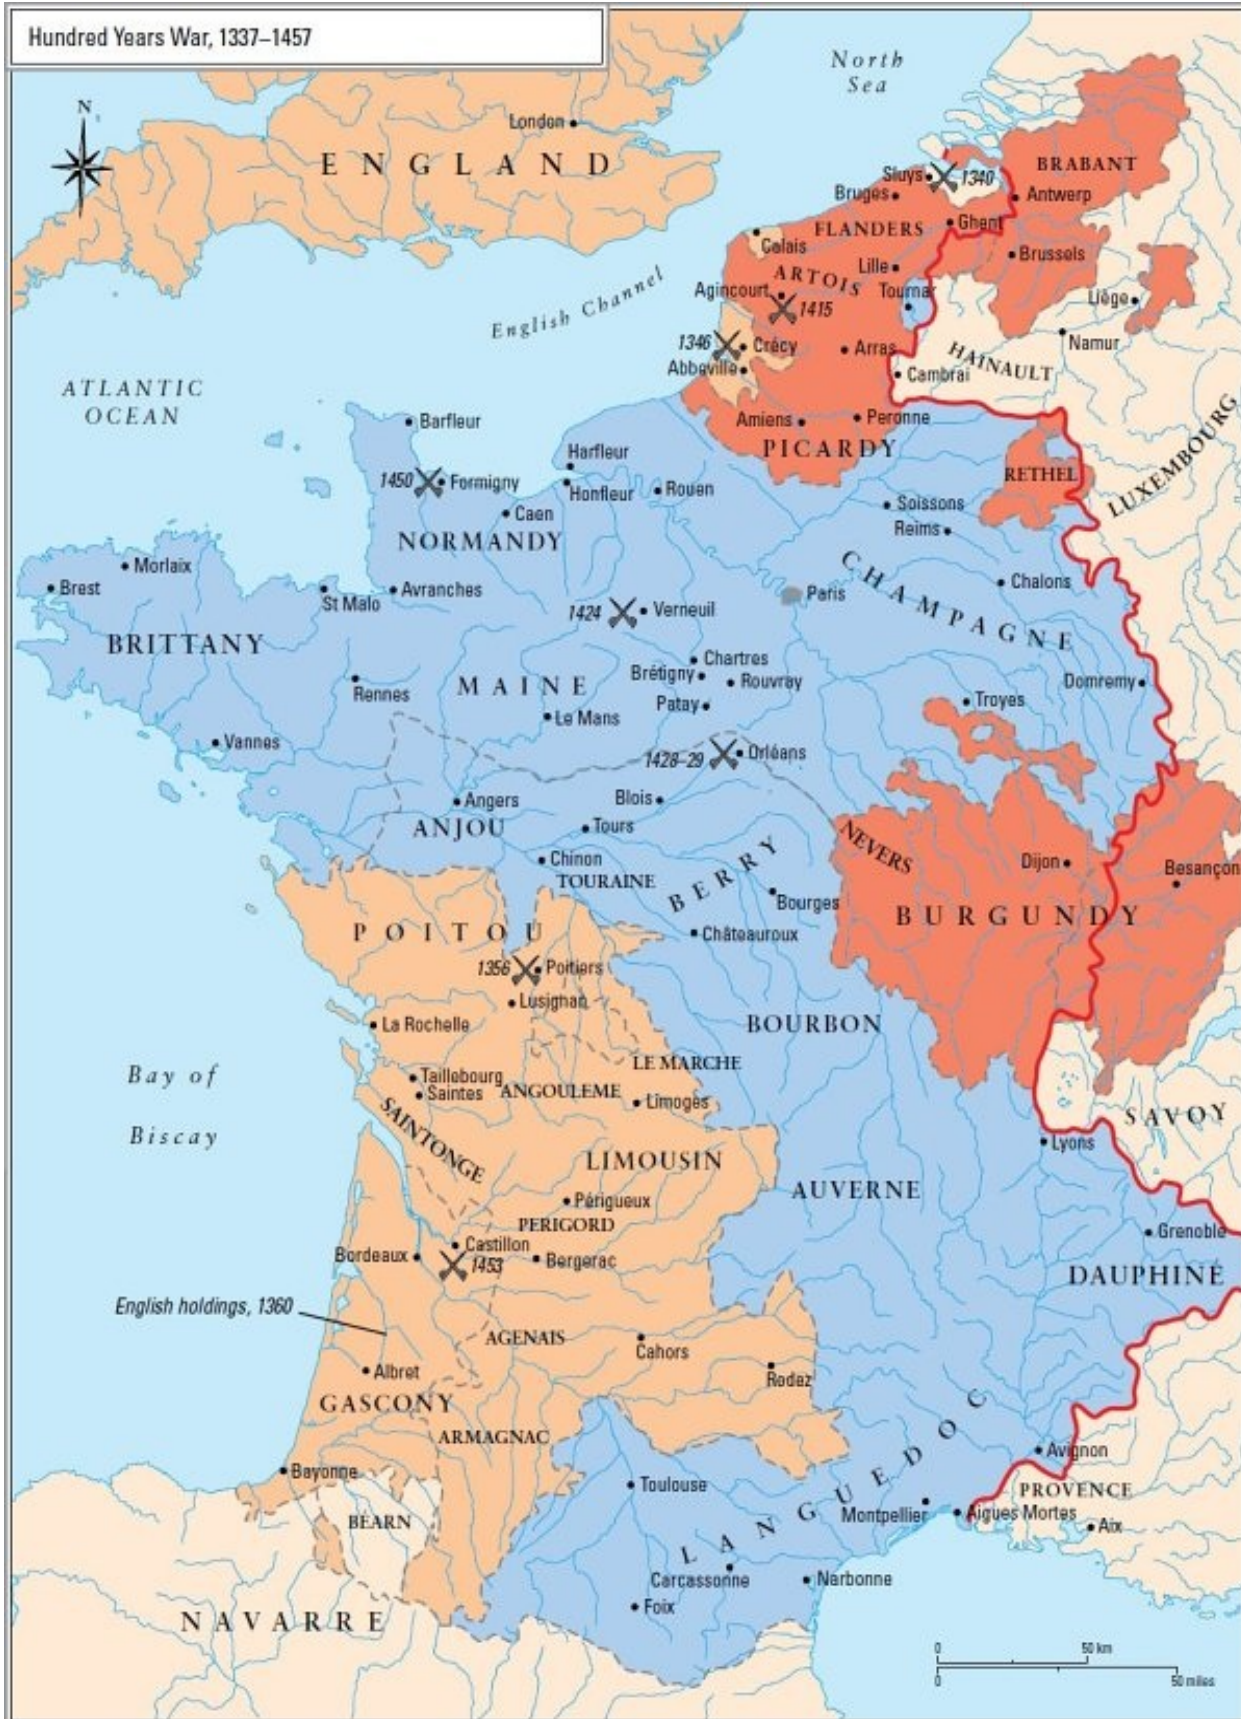 Hundred Years War, 1337–1457
North
Sea
N
London
ENGLAND
BRABANT
Sluys
1340
Bruges
Antwerp
FLANDERS
Ghent
Calais
Brussels
Lille
ARTOIS
Agincourt
Tournai
Liège
1415
English Channel
1346
Crécy
Arras
Namur
HAINAULT
Abbeville
Cambrai
ATLANTIC
OCEAN
Barfleur
Amiens
Peronne
PICARDY
LUXEMBOURG
Harfleur
RETHEL
1450
Formigny
Honfleur
Rouen
Soissons
Caen
Reims
NORMANDY
Morlaix
CHAMPAGNE
Brest
St Malo
Avranches
Paris
Chalons
1424
Verneuil
BRITTANY
Chartres
Brétigny
Rouvray
Domremy
Rennes
MAINE
Patay
Troyes
Le Mans
Vannes
1428–29
Orléans
Angers
Blois
ANJOU
Tours
NEVERS
Chinon
Dijon
Besançon
TOURAINE
BERRY
Bourges
BURGUNDY
POITOU
Châteauroux
1356
Poitiers
Lusignan
La Rochelle
BOURBON
LE MARCHE
Bay of
Biscay
Taillebourg
Saintes
ANGOULEME
Limoges
SAINTONGE
SAVOY
Lyons
LIMOUSIN
AUVERNE
Périgueux
PERIGORD
Grenoble
Castillon
Bordeaux
1453
Bergerac
DAUPHINÉ
English holdings, 1360
AGENAIS
Cahors
Albret
Rodez
GASCONY
ARMAGNAC
LANGUEDOC
Avignon
Bayonne
Toulouse
PROVENCE
Montpellier
Aigues Mortes
BEARN
Aix
Carcassonne
Narbonne
Foix
NAVARRE
0
50 km
0
50 miles